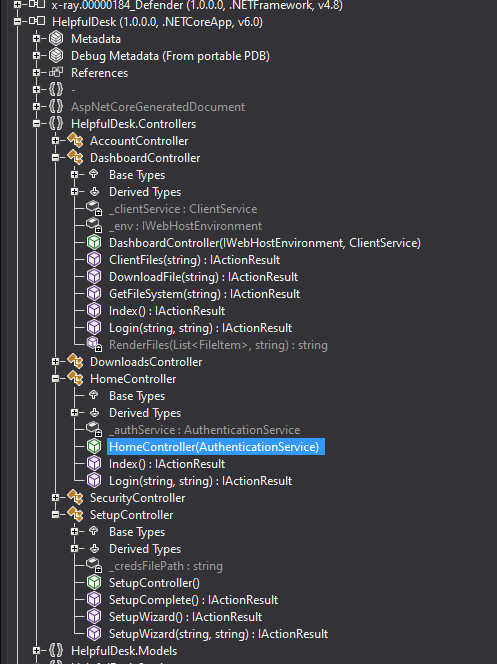 x-ray.00000184_Defender (1.0.0.0, .NETFramework, v4.8)
HelpfulDesk (1.0.0.0, .NETCoreApp, v6.0)
Metadata
Debug Metadata (From portable PDB)
References
{} -
{} AspNetCoreGeneratedDocument
{} HelpfulDesk.Controllers
AccountController
DashboardController
Base Types
Derived Types
_clientService : ClientService
_env : IWebHostEnvironment
DashboardController(IWebHostEnvironment, ClientService)
ClientFiles(string) : IActionResult
DownloadFile(string) : IActionResult
GetFileSystem(string) : IActionResult
Index() : IActionResult
Login(string, string) : IActionResult
RenderFiles(List<FileItem>, string) : string
DownloadsController
HomeController
Base Types
Derived Types
_authService : AuthenticationService
HomeController(AuthenticationService)
Index() : IActionResult
Login(string, string) : IActionResult
SecurityController
SetupController
Base Types
Derived Types
_credsFilePath : string
SetupController()
SetupComplete() : IActionResult
SetupWizard() : IActionResult
SetupWizard(string, string) : IActionResult
{} HelpfulDesk.Models